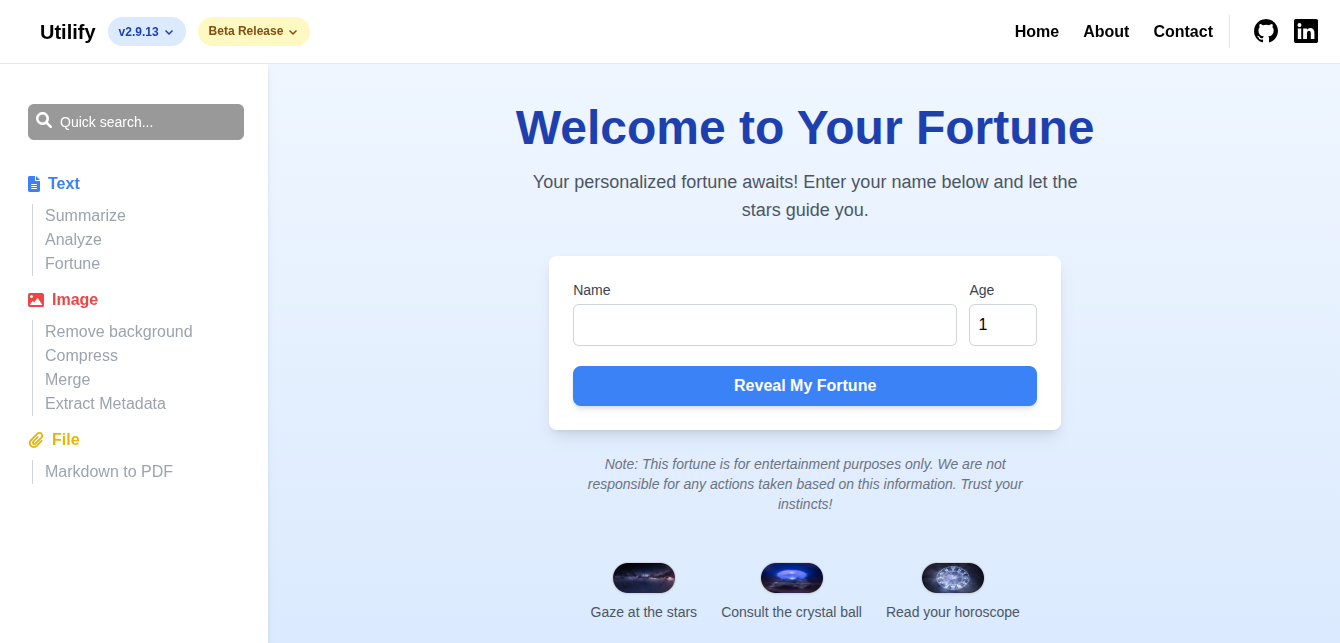 Utilify v2.9.13 Beta Release Home About Contact
Quick search...
Text
Summarize
Analyze
Fortune
Image
Remove background
Compress
Merge
Extract Metadata
File
Markdown to PDF
Welcome to Your Fortune
Your personalized fortune awaits! Enter your name below and let the
stars guide you.
Name Age
1
Reveal My Fortune
Note: This fortune is for entertainment purposes only. We are not
responsible for any actions taken based on this information. Trust your
instincts!
Gaze at the stars Consult the crystal ball Read your horoscope